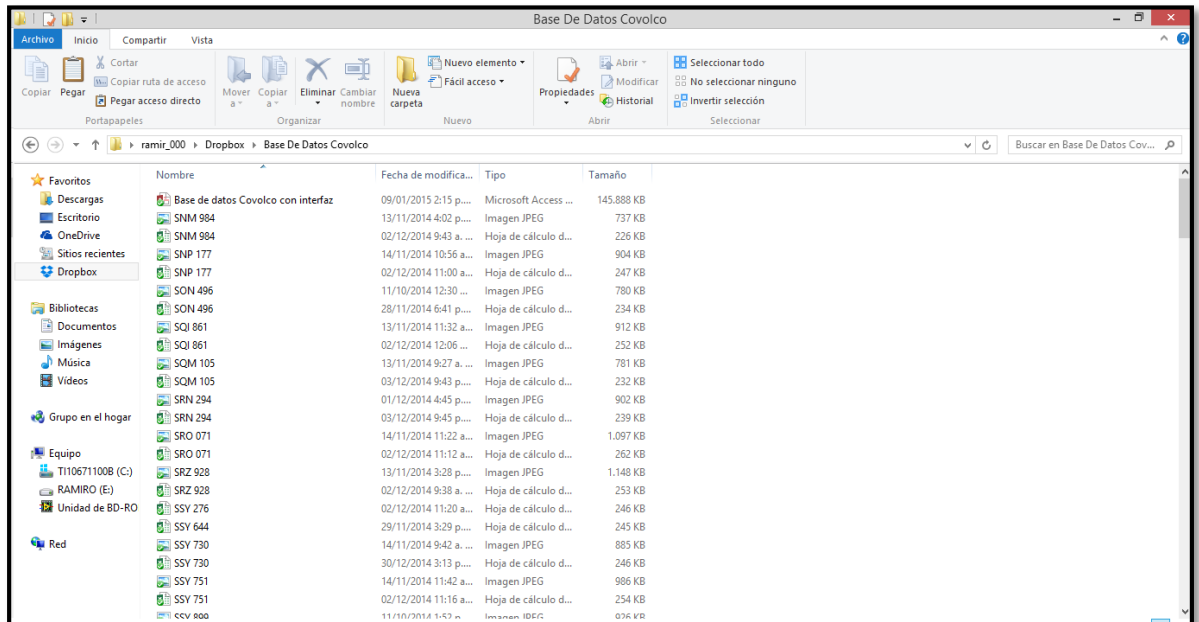 Base De Datos Covolco
Archivo Inicio Compartir Vista
Copiar Pegar Cortar Copiar ruta de acceso Pegar acceso directo
Portapapeles
Mover a Copiar a Eliminar Cambiar nombre
Organizar
Nueva carpeta Nuevo elemento Fácil acceso
Nuevo
Propiedades Abrir Modificar Historial
Abrir
Seleccionar todo
No seleccionar ninguno
Invertir selección
Seleccionar
ramir_000 Dropbox Base De Datos Covolco
Buscar en Base De Datos Cov...
Favoritos
Descargas
Escritorio
OneDrive
Sitios recientes
Dropbox
Bibliotecas
Documentos
Imágenes
Música
Vídeos
Grupo en el hogar
Equipo
TI10671100B (C:)
RAMIRO (E:)
Unidad de BD-RO
Red
Nombre Fecha de modifica... Tipo Tamaño
Base de datos Covolco con interfaz 09/01/2015 2:15 p.... Microsoft Access ... 145.888 KB
SNM 984 13/11/2014 4:02 p.... Imagen JPEG 737 KB
SNM 984 02/12/2014 9:43 a. ... Hoja de cálculo d... 226 KB
SNP 177 14/11/2014 10:56 a... Imagen JPEG 904 KB
SNP 177 02/12/2014 11:00 a... Hoja de cálculo d... 247 KB
SON 496 11/10/2014 12:30 ... Imagen JPEG 780 KB
SON 496 28/11/2014 6:41 p.... Hoja de cálculo d... 234 KB
SQI 861 13/11/2014 11:32 a... Imagen JPEG 912 KB
SQI 861 02/12/2014 12:06 ... Hoja de cálculo d... 252 KB
SQM 105 13/11/2014 9:27 a. ... Imagen JPEG 781 KB
SQM 105 03/12/2014 9:43 p.... Hoja de cálculo d... 232 KB
SRN 294 01/12/2014 4:45 p.... Imagen JPEG 902 KB
SRN 294 03/12/2014 9:45 p.... Hoja de cálculo d... 239 KB
SRO 071 14/11/2014 11:22 a... Imagen JPEG 1.097 KB
SRO 071 02/12/2014 11:12 a... Hoja de cálculo d... 262 KB
SRZ 928 13/11/2014 3:28 p.... Imagen JPEG 1.148 KB
SRZ 928 02/12/2014 9:38 a. ... Hoja de cálculo d... 253 KB
SSY 276 02/12/2014 11:20 a... Hoja de cálculo d... 246 KB
SSY 644 29/11/2014 3:29 p.... Hoja de cálculo d... 245 KB
SSY 730 14/11/2014 9:42 a. ... Imagen JPEG 885 KB
SSY 730 30/12/2014 3:13 p.... Hoja de cálculo d... 246 KB
SSY 751 14/11/2014 11:42 a... Imagen JPEG 986 KB
SSY 751 02/12/2014 11:16 a... Hoja de cálculo d... 254 KB
SSY 899 11/10/2014 1:52 p.... Imagen JPEG 926 KB